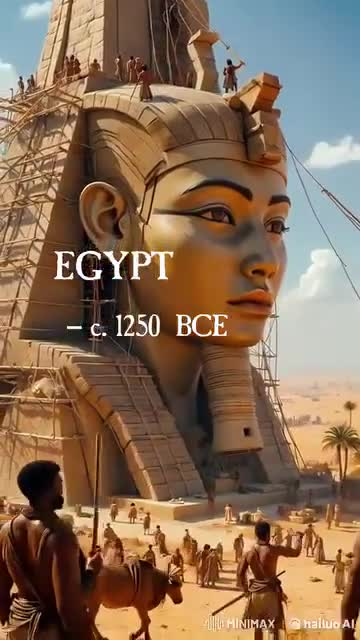 EGYPT
– c. 1250 BCE
MINIMAX hailuo AI